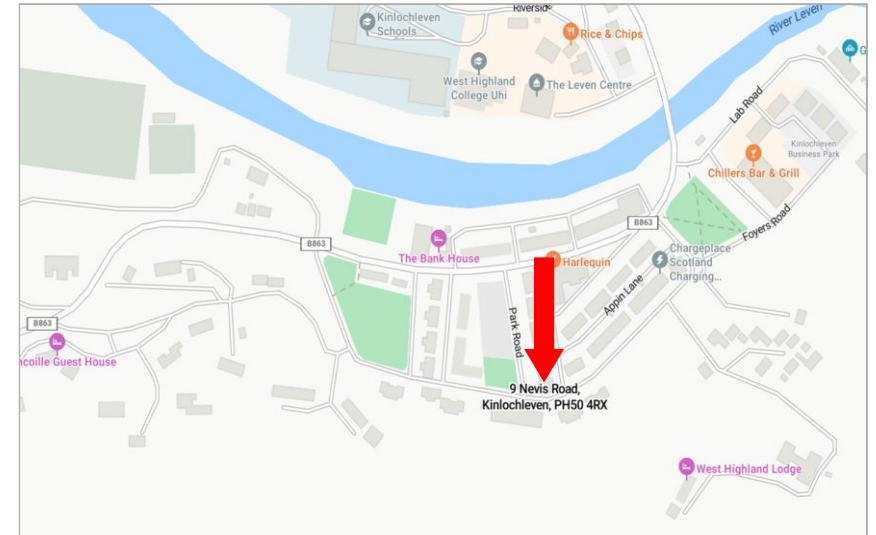 Riverside
Kinlochleven
Schools
Rice & Chips
River Leven
G
West Highland
College Uhi
The Leven Centre
Lab Road
Kinlochleven
Business Park
Chillers Bar & Grill
B863
Foyers Road
B863
The Bank House
Harlequin
Chargeplace
Scotland
Charging...
Appin Lane
Park Road
B863
ncoille Guest House
9 Nevis Road,
Kinlochleven, PH50 4RX
West Highland Lodge